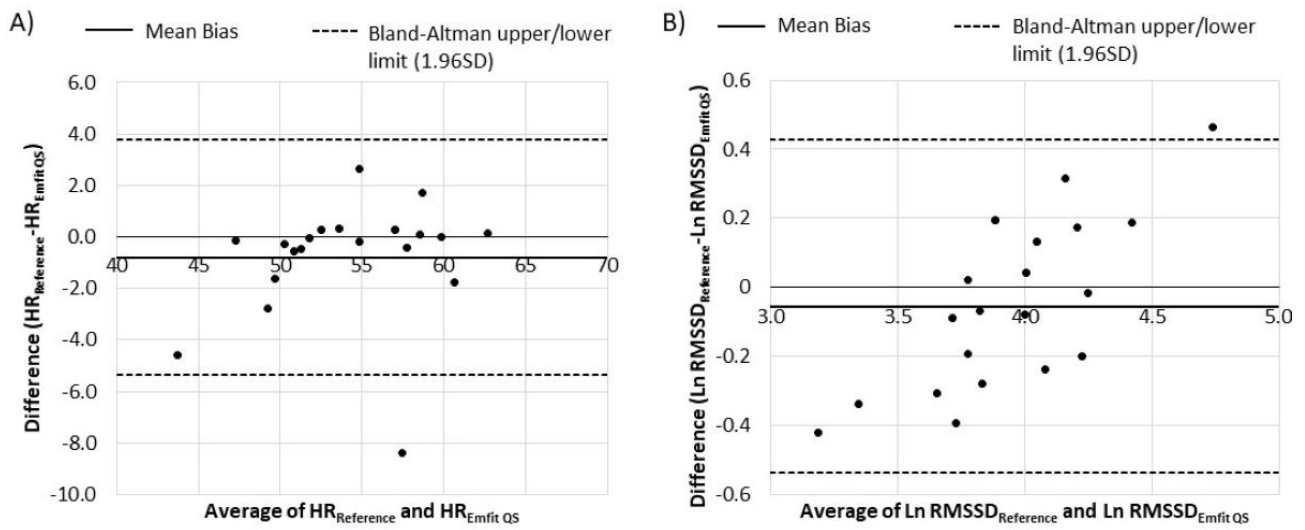 A)
Mean Bias
Bland-Altman upper/lower
limit (1.96SD)
6.0
4.0
2.0
0.0
-2.0
-4.0
-6.0
-8.0
-10.0
40 45 50 55 60 65 70
Difference (HRReference-HREmfitQS)
Average of HRReference and HREmfit QS
B)
Mean Bias
Bland-Altman upper/lower
limit (1.96SD)
0.6
0.4
0.2
0
-0.2
-0.4
-0.6
3.0 3.5 4.0 4.5 5.0
Difference (Ln RMSSDReference-Ln RMSSDEmfitQS)
Average of Ln RMSSDReference and Ln RMSSDEmfit QS